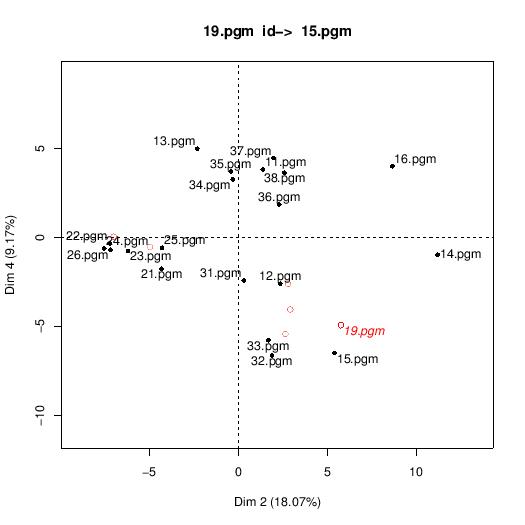 19.pgm id−> 15.pgm
13.pgm
37.pgm
35.pgm
11.pgm
16.pgm
34.pgm
38.pgm
36.pgm
22.pgm
24.pgm
25.pgm
26.pgm
23.pgm
14.pgm
21.pgm
31.pgm
12.pgm
19.pgm
33.pgm
15.pgm
32.pgm
5
0
−5
−10
Dim 4 (9.17%)
−5
0
5
10
Dim 2 (18.07%)